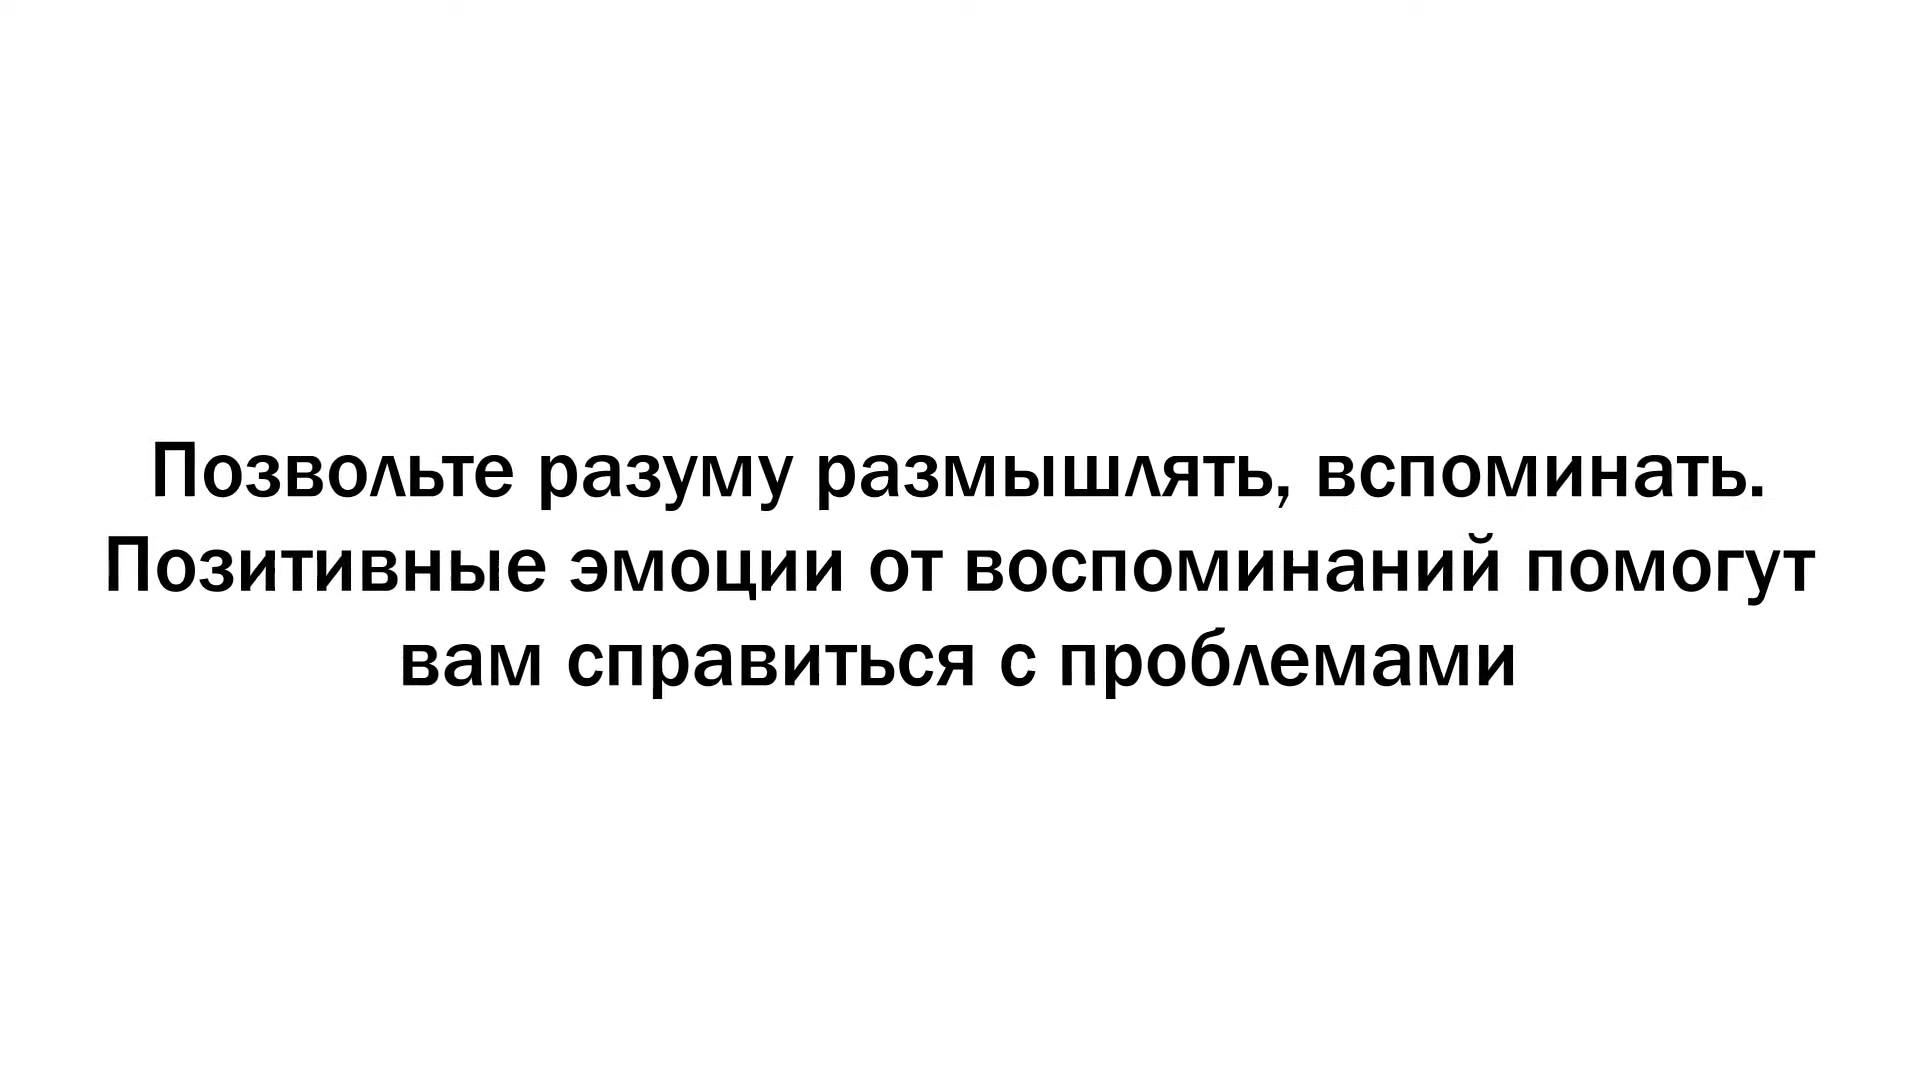 Позвольте разуму размышлять, вспоминать.
Позитивные эмоции от воспоминаний помогут
вам справиться с проблемами